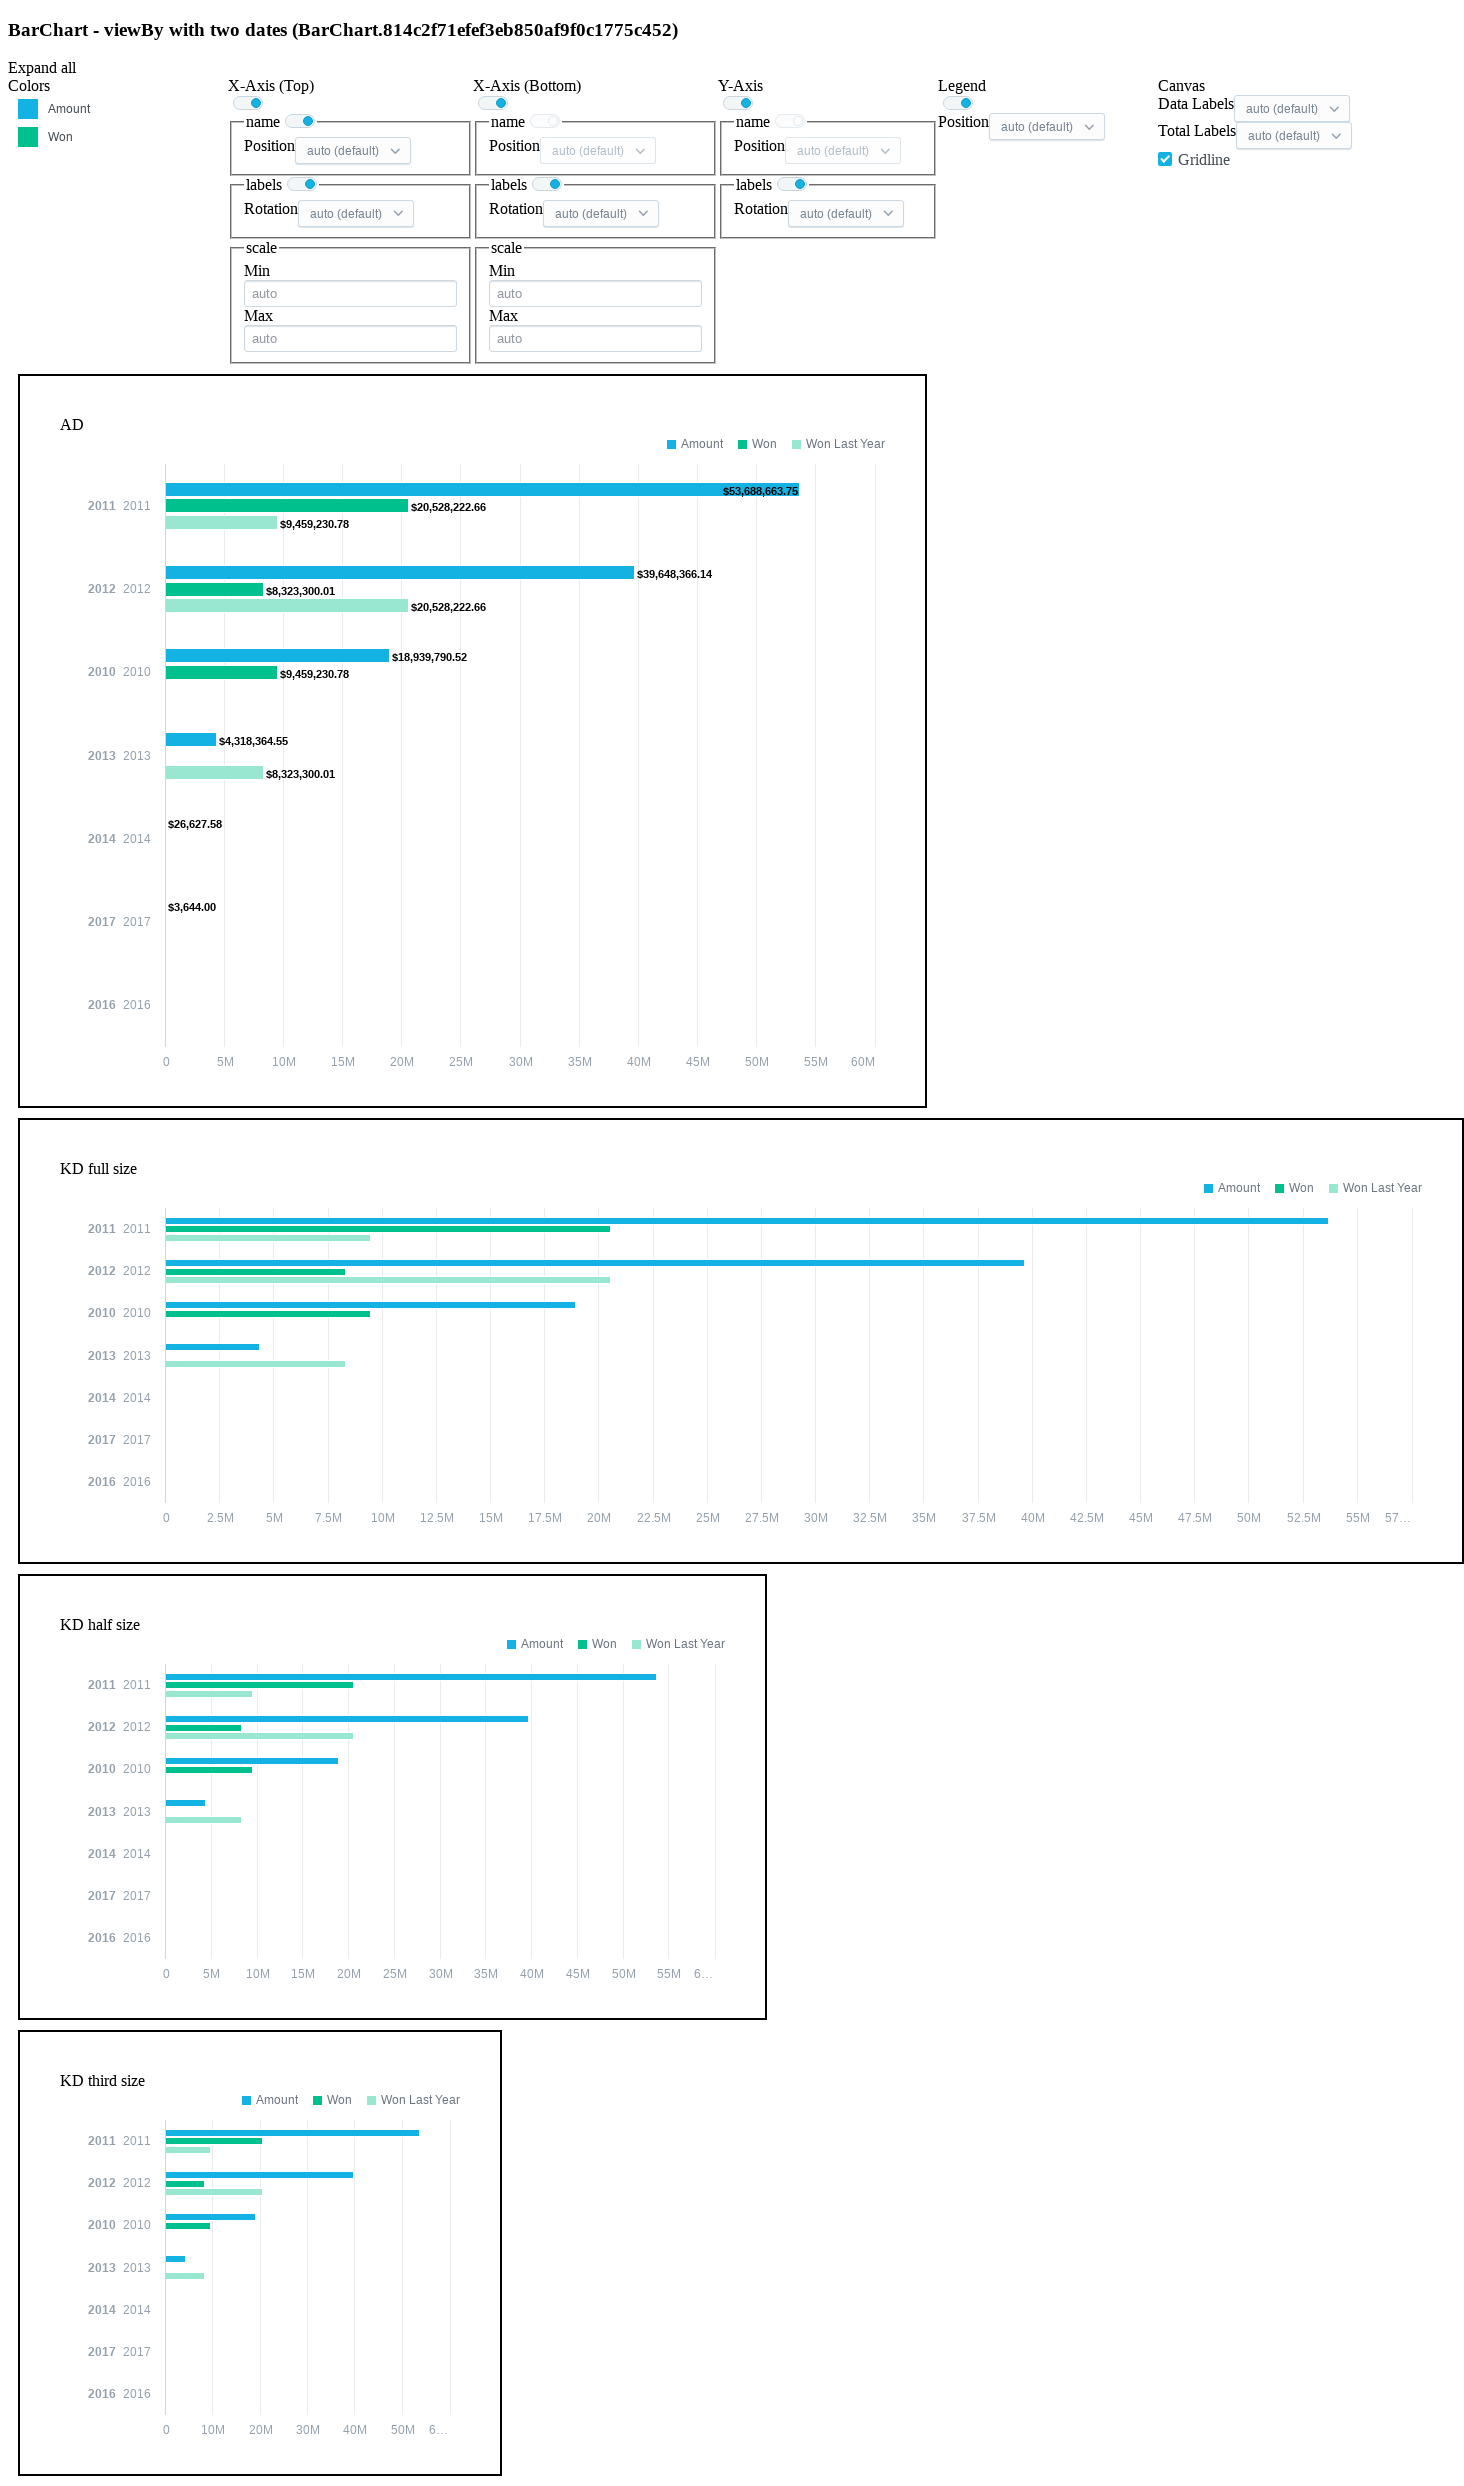 BarChart - viewBy with two dates (BarChart.814c2f71efef3eb850af9f0c1775c452)
Expand all
Colors
Amount
Won
X-Axis (Top)
name
Position auto (default)
labels
Rotation auto (default)
scale
Min
auto
Max
auto
X-Axis (Bottom)
name
Position auto (default)
labels
Rotation auto (default)
scale
Min
auto
Max
auto
Y-Axis
name
Position auto (default)
labels
Rotation auto (default)
Legend
Position auto (default)
Canvas
Data Labels auto (default)
Total Labels auto (default)
Gridline
AD
Amount Won Won Last Year
2011 2011
$53,688,663.75
$20,528,222.66
$9,459,230.78
2012 2012
$39,648,366.14
$8,323,300.01
$20,528,222.66
2010 2010
$18,939,790.52
$9,459,230.78
2013 2013
$4,318,364.55
$8,323,300.01
2014 2014
$26,627.58
2017 2017
$3,644.00
2016 2016
0 5M 10M 15M 20M 25M 30M 35M 40M 45M 50M 55M 60M
KD full size
Amount Won Won Last Year
2011 2011
2012 2012
2010 2010
2013 2013
2014 2014
2017 2017
2016 2016
0 2.5M 5M 7.5M 10M 12.5M 15M 17.5M 20M 22.5M 25M 27.5M 30M 32.5M 35M 37.5M 40M 42.5M 45M 47.5M 50M 52.5M 55M 57…
KD half size
Amount Won Won Last Year
2011 2011
2012 2012
2010 2010
2013 2013
2014 2014
2017 2017
2016 2016
0 5M 10M 15M 20M 25M 30M 35M 40M 45M 50M 55M 6…
KD third size
Amount Won Won Last Year
2011 2011
2012 2012
2010 2010
2013 2013
2014 2014
2017 2017
2016 2016
0 10M 20M 30M 40M 50M 6…